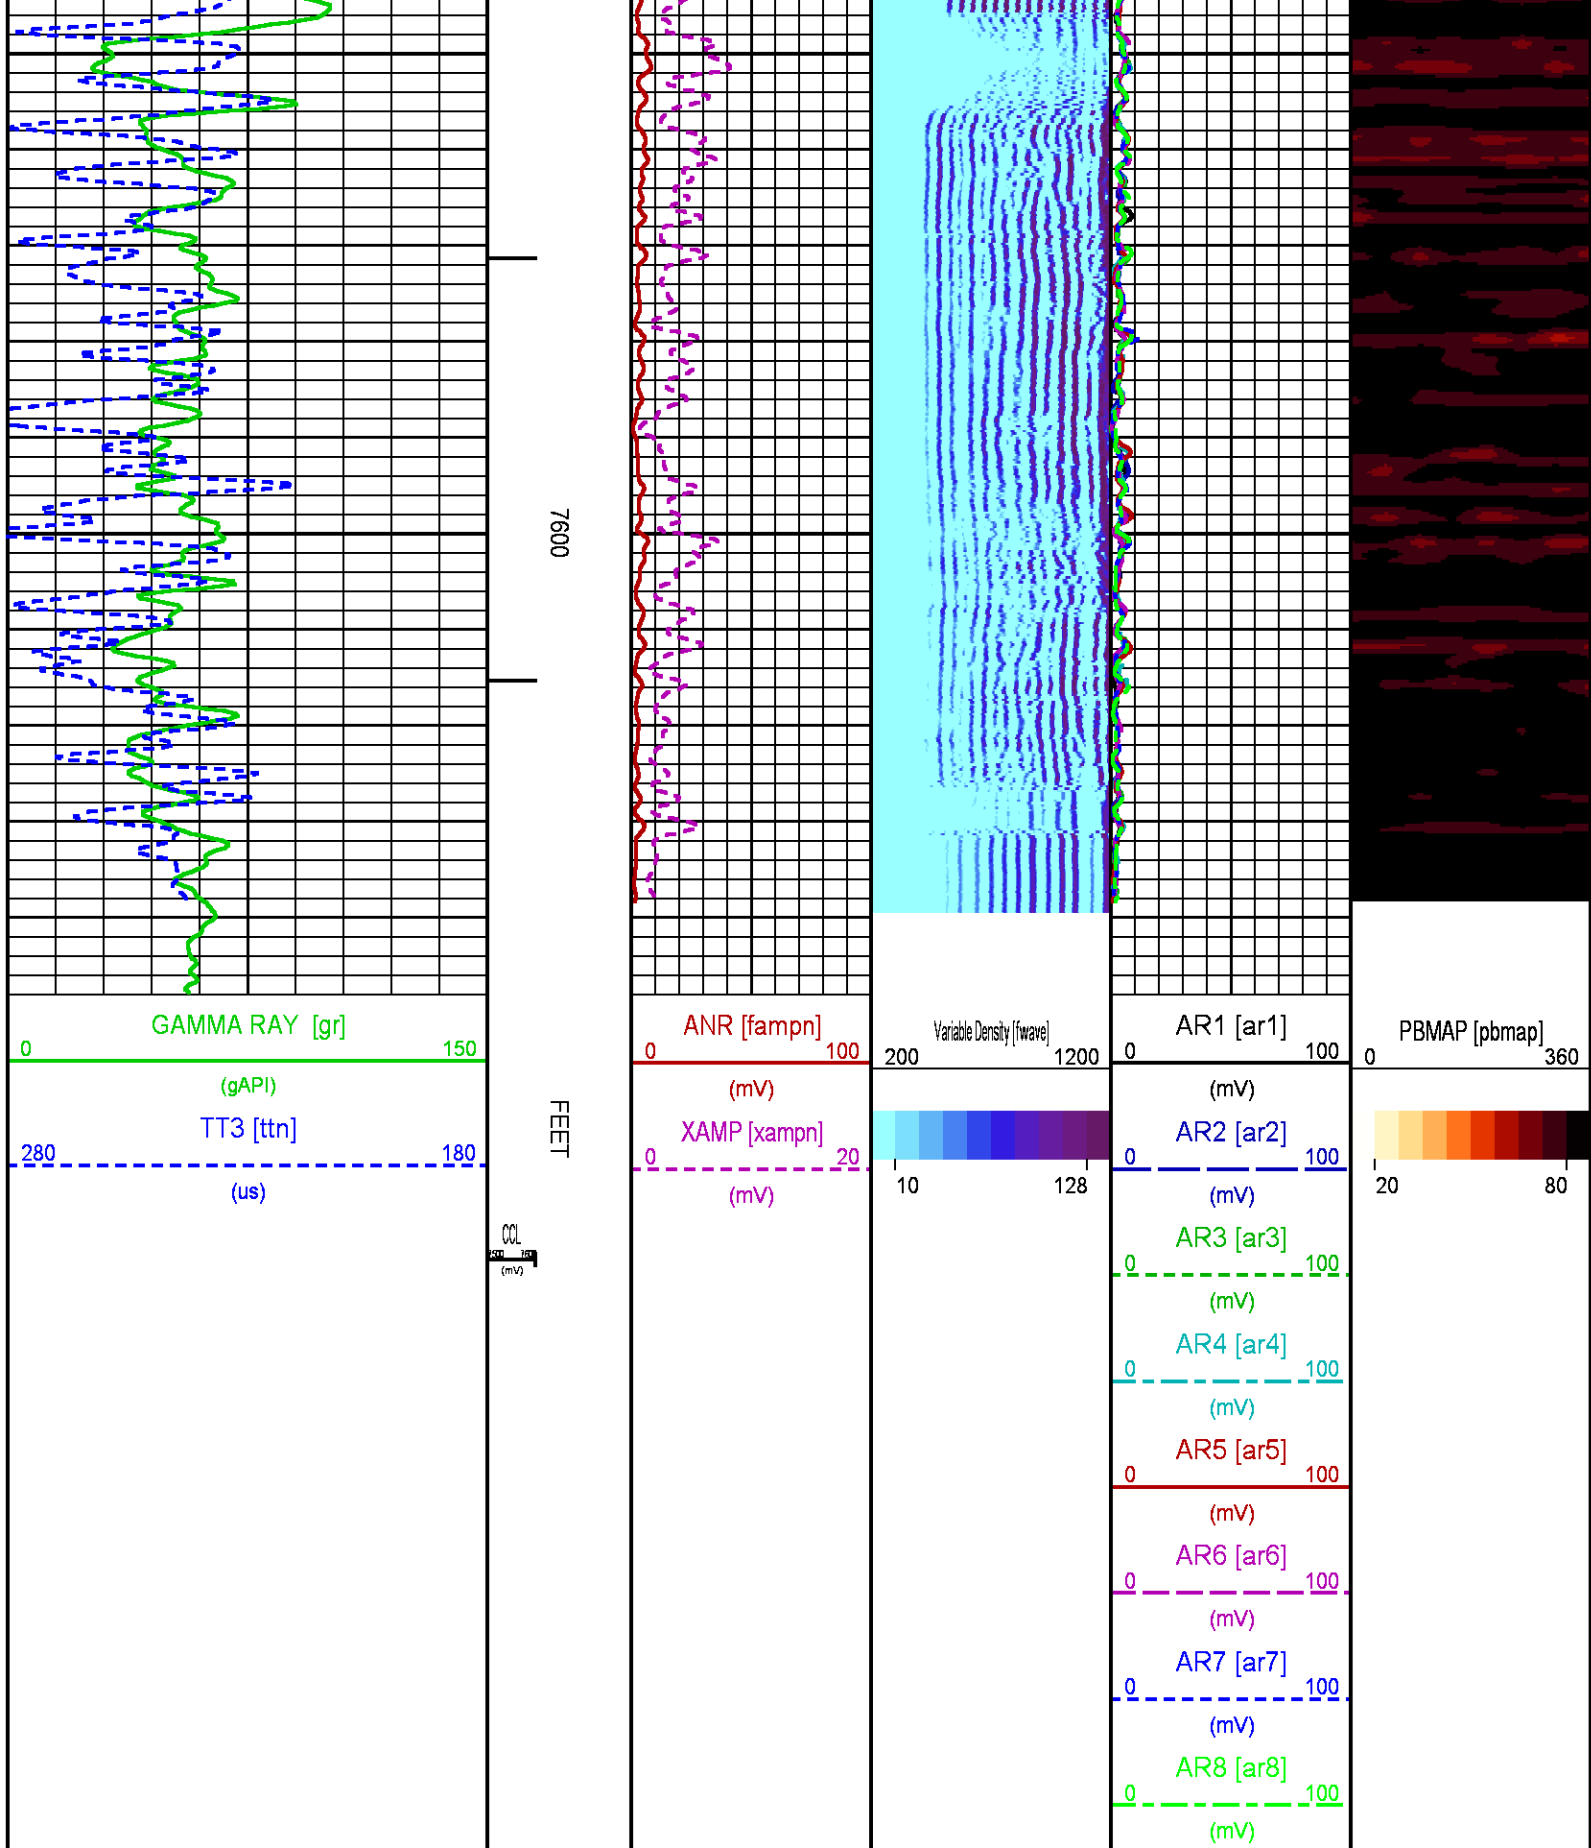 7600
FEET
GAMMA RAY [gr]
0 150
(gAPI)
TT3 [ttn]
280 180
(us)
CCL
(mV)
ANR [fampn]
0 100
(mV)
XAMP [xampn]
0 20
(mV)
Variable Density [fwave]
200 1200
10 128
AR1 [ar1]
0 100
(mV)
AR2 [ar2]
0 100
(mV)
AR3 [ar3]
0 100
(mV)
AR4 [ar4]
0 100
(mV)
AR5 [ar5]
0 100
(mV)
AR6 [ar6]
0 100
(mV)
AR7 [ar7]
0 100
(mV)
AR8 [ar8]
0 100
(mV)
PBMAP [pbmap]
0 360
20 80